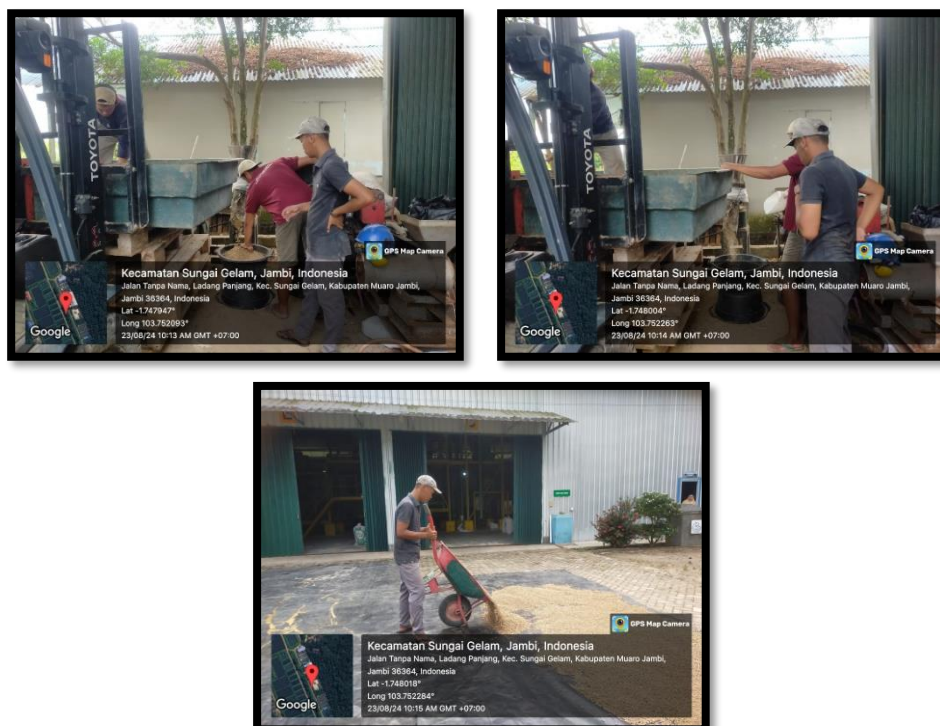 TOYOTA
GPS Map Camera
Kecamatan Sungai Gelam, Jambi, Indonesia
Jalan Tanpa Nama, Ladang Panjang, Kec. Sungai Gelam, Kabupaten Muaro Jambi,
Jambi 36364, Indonesia
Lat -1.747947°
Long 103.752093°
23/08/24 10:13 AM GMT +07:00
Google
TOYOTA
GPS Map Camera
Kecamatan Sungai Gelam, Jambi, Indonesia
Jalan Tanpa Nama, Ladang Panjang, Kec. Sungai Gelam, Kabupaten Muaro Jambi,
Jambi 36364, Indonesia
Lat -1.748004°
Long 103.752263°
23/08/24 10:14 AM GMT +07:00
Google
GPS Map Camera
Kecamatan Sungai Gelam, Jambi, Indonesia
Jalan Tanpa Nama, Ladang Panjang, Kec. Sungai Gelam, Kabupaten Muaro Jambi,
Jambi 36364, Indonesia
Lat -1.748018°
Long 103.752284°
23/08/24 10:15 AM GMT +07:00
Google